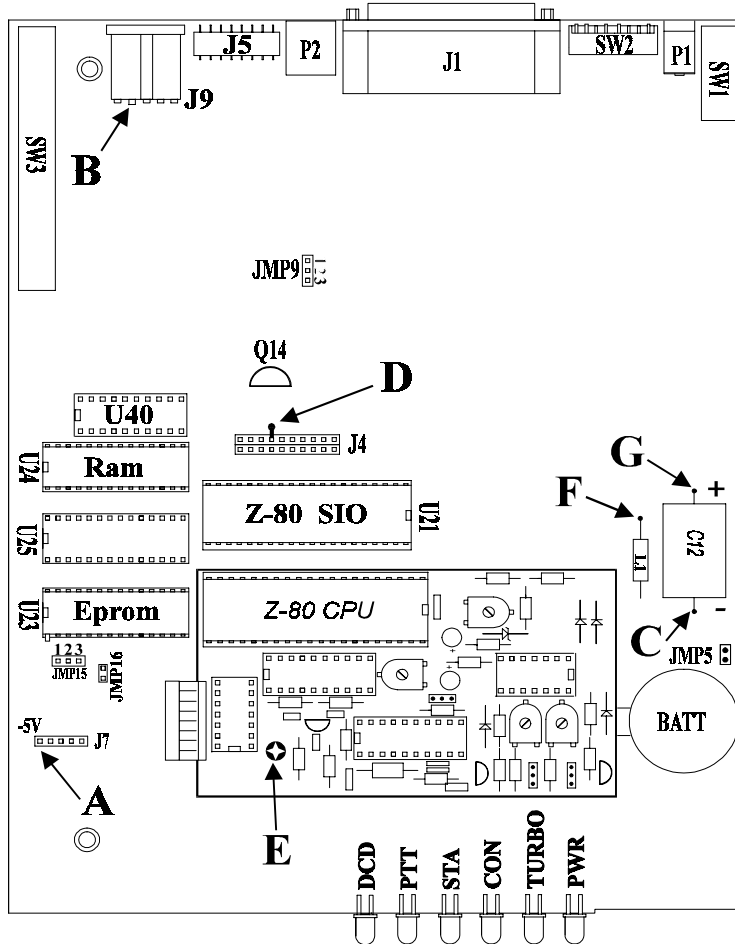 J5
P2
J1
SW2
P1
SW1
J9
B
SW3
JMP9
1 2 3
Q14
D
U40
J4
U24
Ram
G
+
F
Z-80 SIO
U21
C12
U25
L1
Z-80 CPU
Eprom
U23
C
-
JMP5
1 2 3
JMP15
JMP16
BATT
-5V
J7
A
E
DCD
PTT
STA
CON
TURBO
PWR